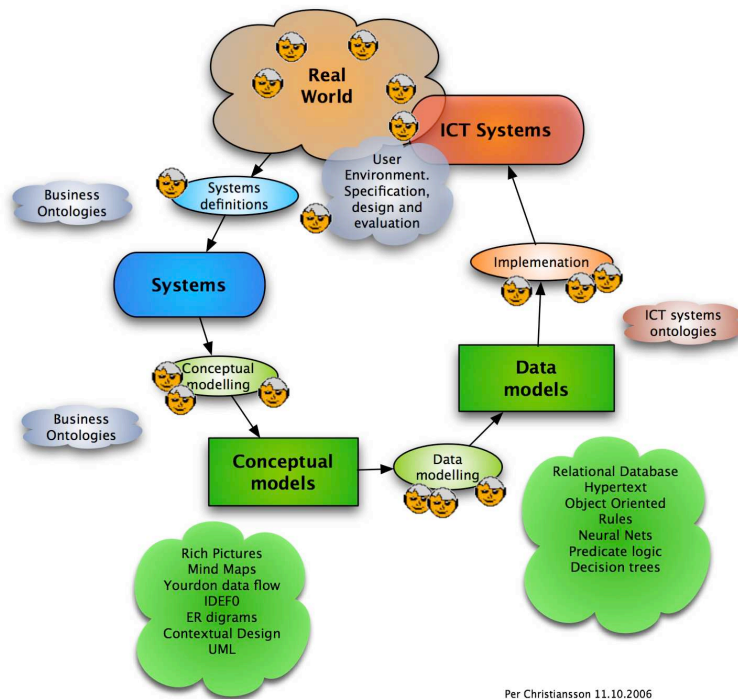 Real
World
ICT Systems
User
Environment.
Specification,
design and
evaluation
Business
Ontologies
Systems
definitions
Systems
Implemenation
ICT systems
ontologies
Conceptual
modelling
Data
models
Business
Ontologies
Conceptual
models
Data
modelling
Relational Database
Hypertext
Object Oriented
Rules
Neural Nets
Predicate logic
Decision trees
Rich Pictures
Mind Maps
Yourdon data flow
IDEF0
ER digrams
Contextual Design
UML
Per Christiansson 11.10.2006